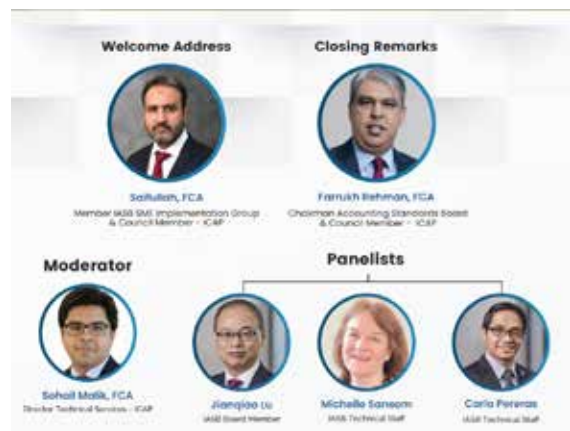 Welcome Address
Closing Remarks
Saifullah, FCA
Farrukh Rehman, FCA
Member IASB SME Implementation Group
& Council Member - ICAP
Chairman Accounting Standards Board
& Council Member - ICAP
Moderator
Panelists
Sohail Malik, FCA
Director Technical Services - ICAP
Jianqiao Lu
IASB Board Member
Michelle Sansom
IASB Technical Staff
Carlo Pereras
IASB Technical Staff